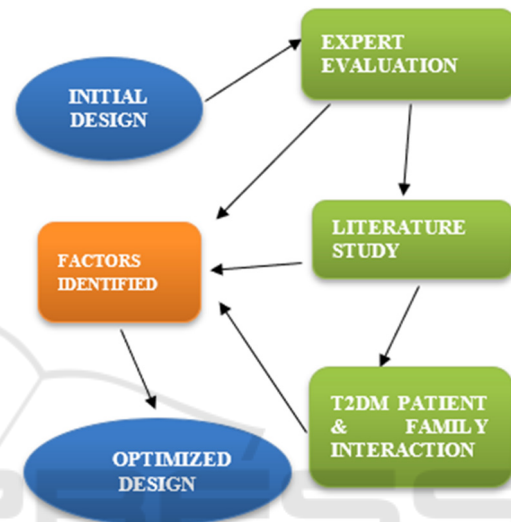 EXPERT
EVALUATION
INITIAL
DESIGN
LITERATURE
STUDY
FACTORS
IDENTIFIED
T2DM PATIENT
& FAMILY
INTERACTION
OPTIMIZED
DESIGN